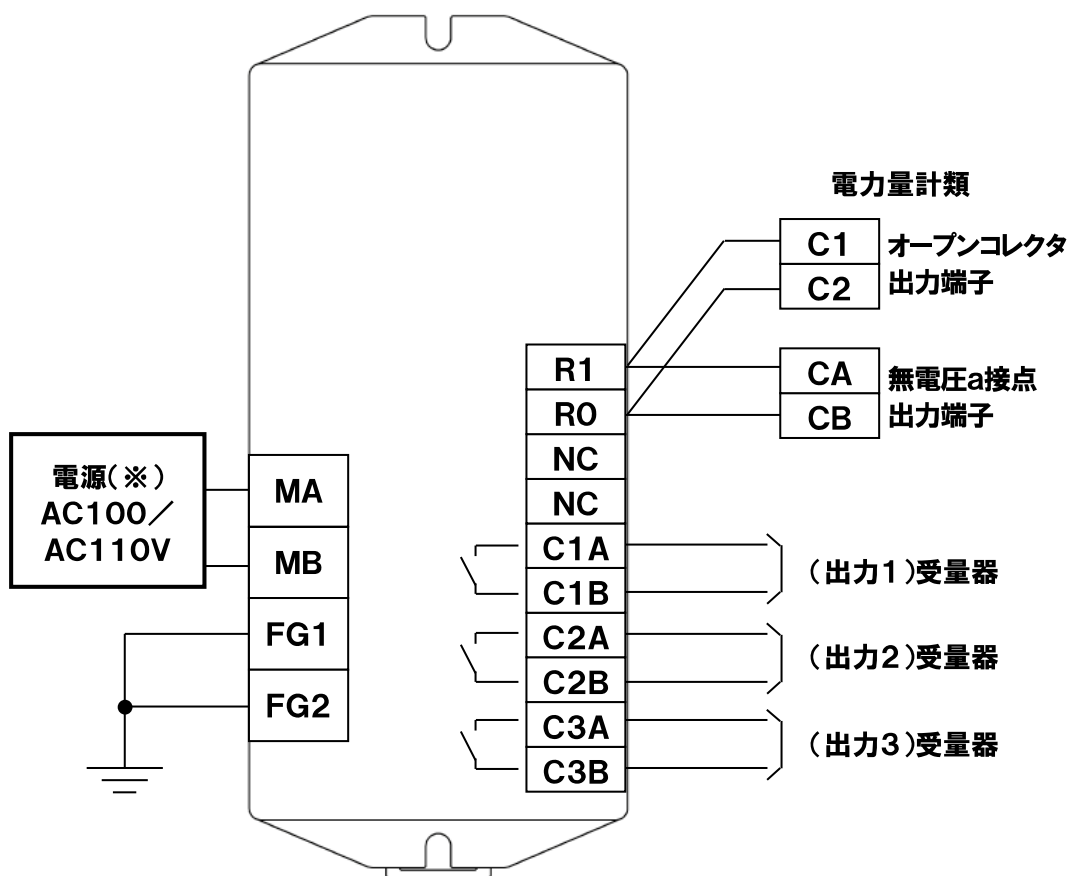 電力量計類
C1
オープンコレクタ
C2
出力端子
R1
CA
無電圧a接点
R0
CB
出力端子
NC
NC
電源(※)
AC100／
AC110V
MA
MB
FG1
FG2
C1A
C1B
(出力1)受量器
C2A
C2B
(出力2)受量器
C3A
C3B
(出力3)受量器